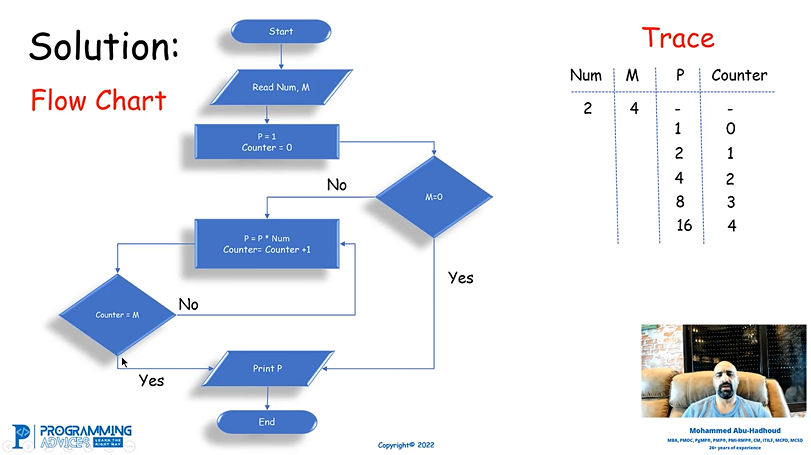 Solution:
Flow Chart
Start
Read Num, M
P = 1
Counter = 0
M=0
No
Yes
P = P * Num
Counter= Counter +1
Counter = M
No
Yes
Print P
End
Trace
Num M P Counter
2 4 - -
1 0
2 1
4 2
8 3
16 4
PROGRAMMING
ADVICES LEARN THE RIGHT WAY
Copyright© 2022
Mohammed Abu-Hadhoud
MBA, PMOC, PgMP®, PMP®, PMI-RMP®, CM, ITILF, MCPD, MCSD
26+ years of experience